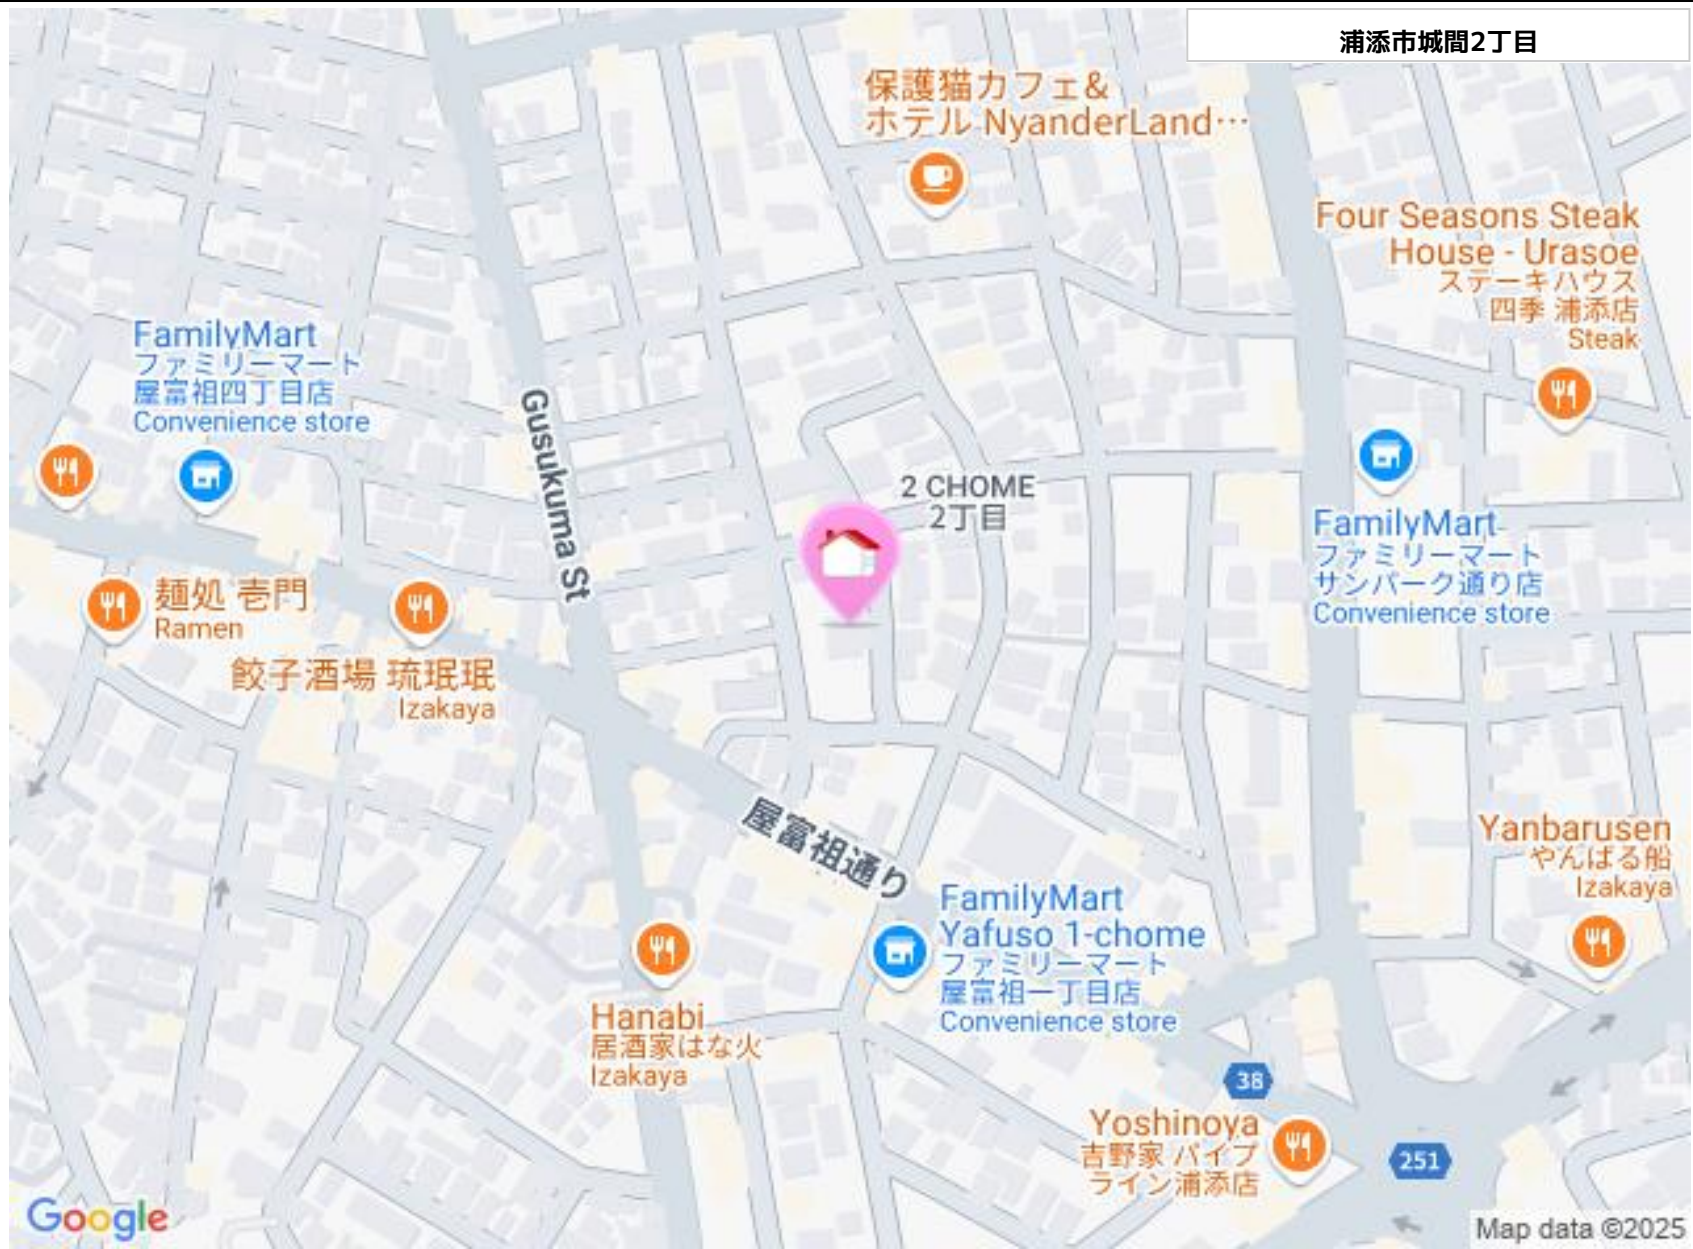 浦添市城間2丁目
保護猫カフェ&
ホテル NyanderLand…
Four Seasons Steak
House - Urasoe
ステーキハウス
四季 浦添店
Steak
FamilyMart
ファミリーマート
屋富祖四丁目店
Convenience store
Gusukuma St
2 CHOME
2丁目
FamilyMart
ファミリーマート
サンパーク通り店
Convenience store
麺処 壱門
Ramen
餃子酒場 琉珉珉
Izakaya
屋富祖通り
Yanbarusen
やんばる船
Izakaya
FamilyMart
Yafuso 1-chome
ファミリーマート
屋富祖一丁目店
Convenience store
Hanabi
居酒家はな火
Izakaya
38
Yoshinoya
吉野家 パイプ
ライン浦添店
251
Google
Map data ©2025